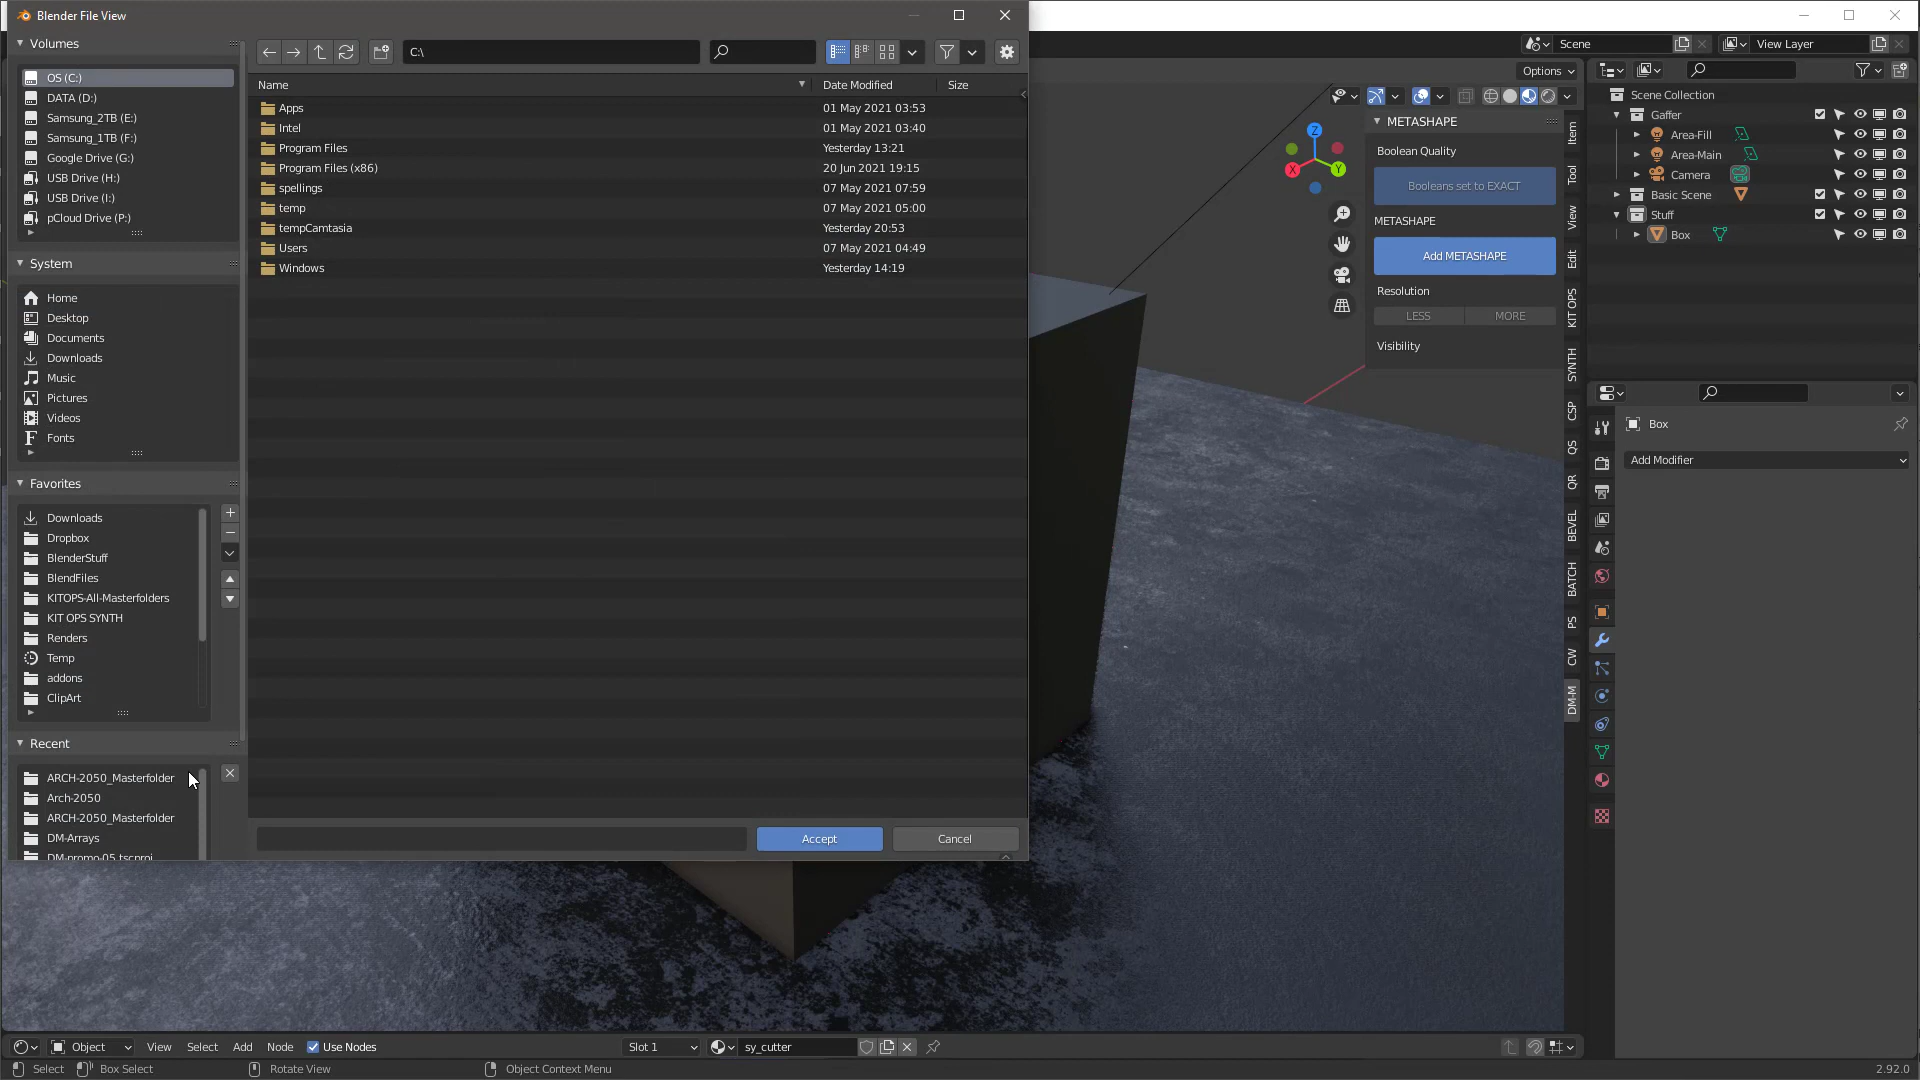 Blender File View
Volumes
OS (C:)
DATA (D:)
Samsung_2TB (E:)
Samsung_1TB (F:)
Google Drive (G:)
USB Drive (H:)
USB Drive (I:)
pCloud Drive (P:)
System
Home
Desktop
Documents
Downloads
Music
Pictures
Videos
Fonts
Favorites
Downloads
Dropbox
BlenderStuff
BlendFiles
KITOPS-All-Masterfolders
KIT OPS SYNTH
Renders
Temp
addons
ClipArt
Recent
ARCH-2050_Masterfolder
Arch-2050
ARCH-2050_Masterfolder
DM-Arrays
DM-promo-05.tscproj
C:\
Name Date Modified Size
Apps 01 May 2021 03:53
Intel 01 May 2021 03:40
Program Files Yesterday 13:21
Program Files (x86) 20 Jun 2021 19:15
spellings 07 May 2021 07:59
temp 07 May 2021 05:00
tempCamtasia Yesterday 20:53
Users 07 May 2021 04:49
Windows Yesterday 14:19
Accept Cancel
Scene View Layer
Options
Z
X Y
METASHAPE
Boolean Quality
Booleans set to EXACT
METASHAPE
Add METASHAPE
Resolution
LESS MORE
Visibility
Item
Tool
View
Edit
KIT OPS
SYNTH
CSP
QS
QR
BEVEL
BATCH
PS
CW
DM-M
Scene Collection
Gaffer
Area-Fill
Area-Main
Camera
Basic Scene
Stuff
Box
Box
Add Modifier
Object View Select Add Node Use Nodes Slot 1 sy_cutter
Select Box Select Rotate View Object Context Menu 2.92.0